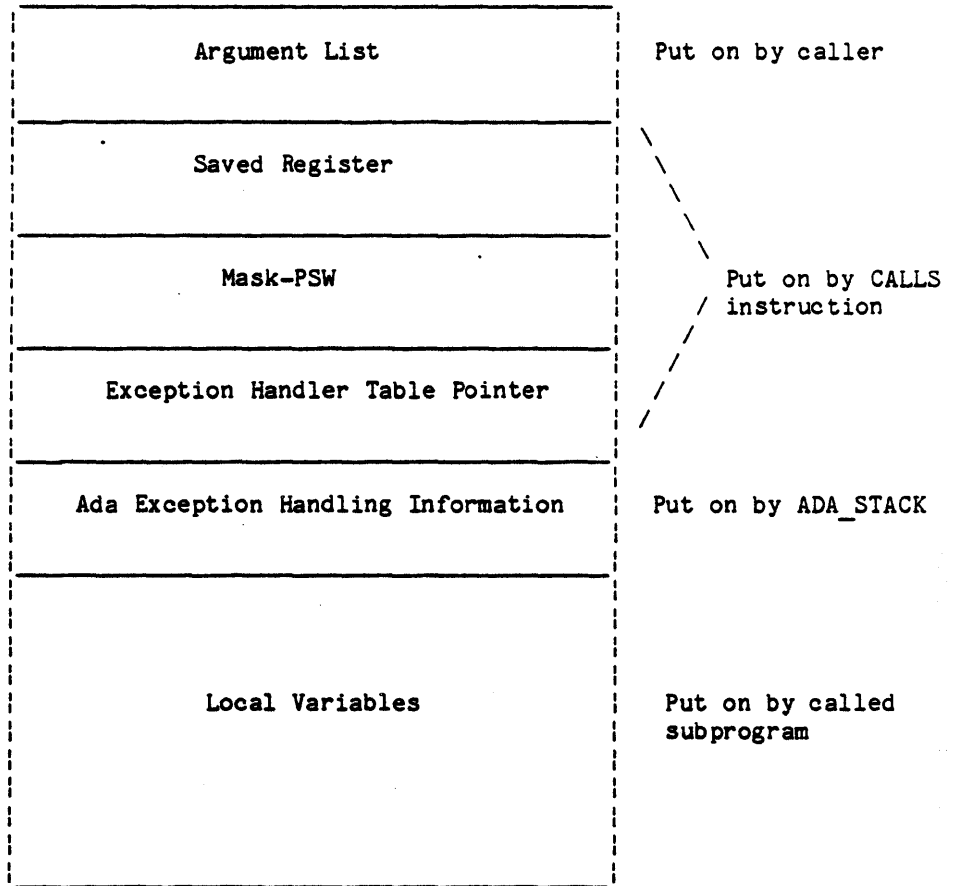 Argument List
Put on by caller
Saved Register
Mask-PSW
Put on by CALLS
instruction
Exception Handler Table Pointer
Ada Exception Handling Information
Put on by ADA_STACK
Local Variables
Put on by called
subprogram